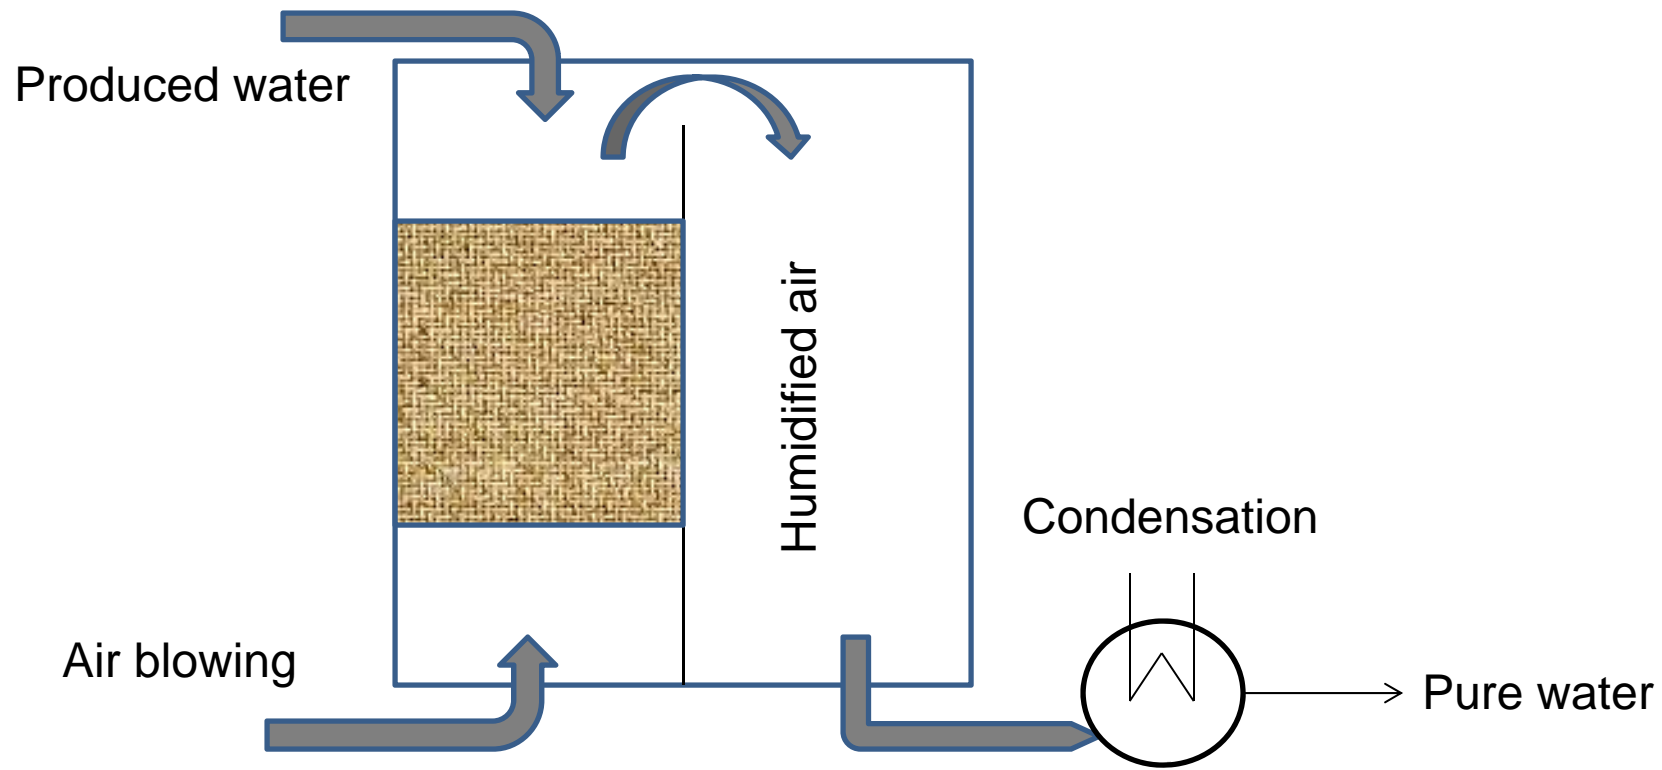 Produced water
Humidified air
Condensation
Air blowing
Pure water